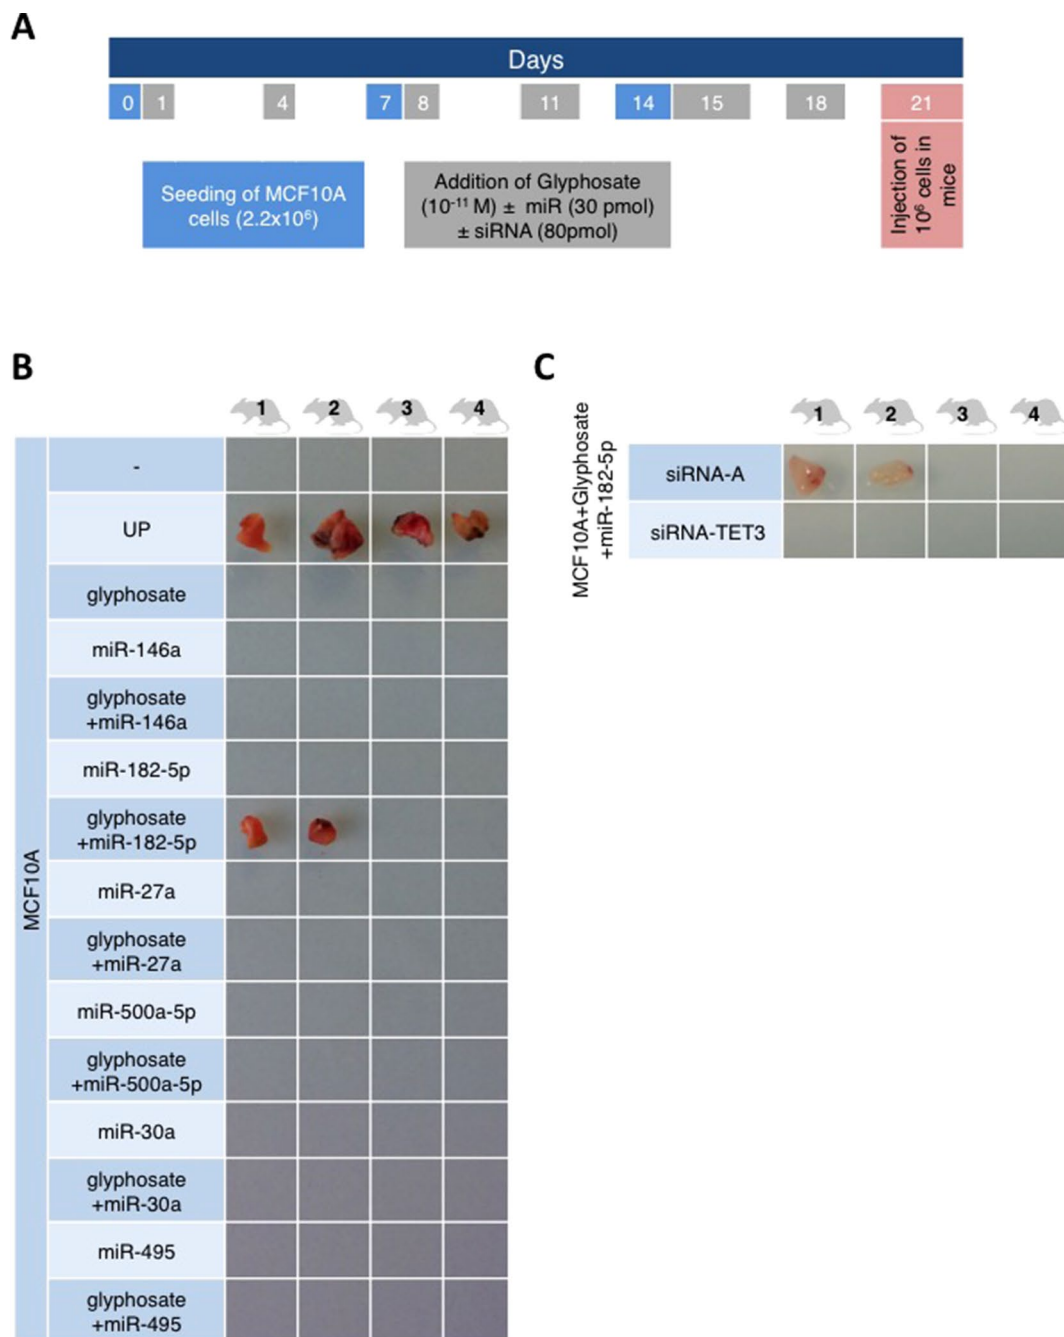 A
Days
0 1 4 7 8 11 14 15 18 21
Seeding of MCF10A
cells (2.2x10⁶)
Addition of Glyphosate
(10⁻¹¹ M) ± miR (30 pmol)
± siRNA (80pmol)
Injection of
10⁶ cells in
mice
B
1 2 3 4
MCF10A
-
UP
glyphosate
miR-146a
glyphosate
+miR-146a
miR-182-5p
glyphosate
+miR-182-5p
miR-27a
glyphosate
+miR-27a
miR-500a-5p
glyphosate
+miR-500a-5p
miR-30a
glyphosate
+miR-30a
miR-495
glyphosate
+miR-495
C
1 2 3 4
MCF10A+Glyphosate
+miR-182-5p
siRNA-A
siRNA-TET3